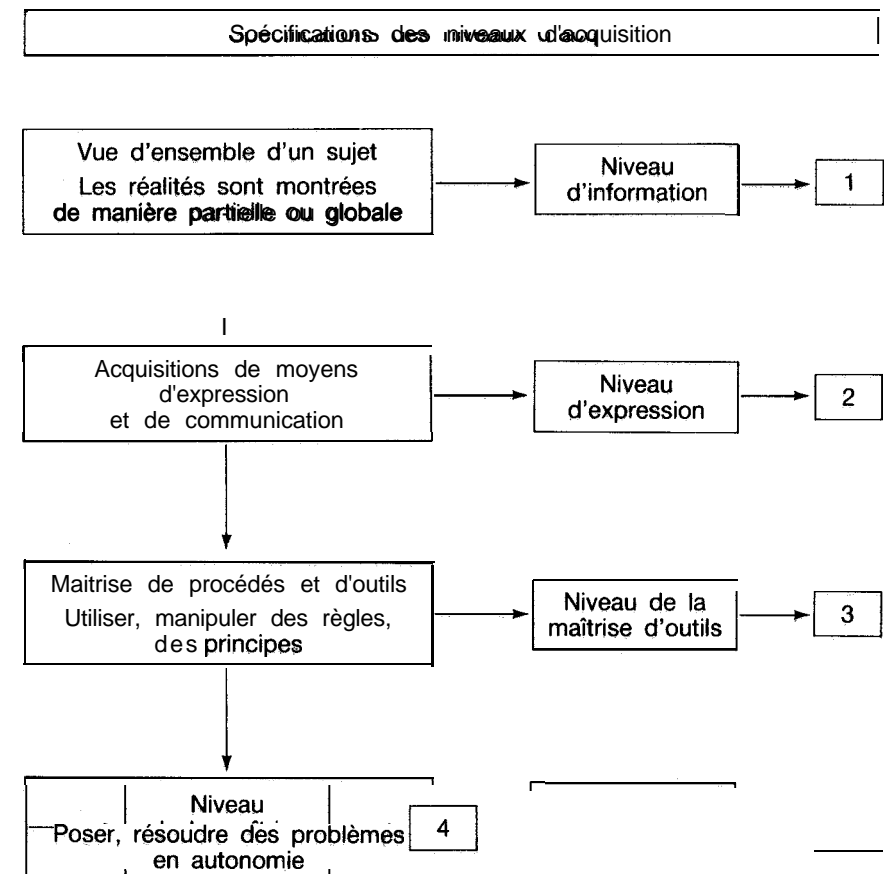 Spécifications des niveaux d'acquisition
Vue d'ensemble d'un sujet
Les réalités sont montrées
de manière partielle ou globale
Niveau
d'information
1
Acquisitions de moyens
d'expression
et de communication
Niveau
d'expression
2
Maitrise de procédés et d'outils
Utiliser, manipuler des règles,
des principes
Niveau de la
maîtrise d'outils
3
Niveau
Poser, résoudre des problèmes
en autonomie
4